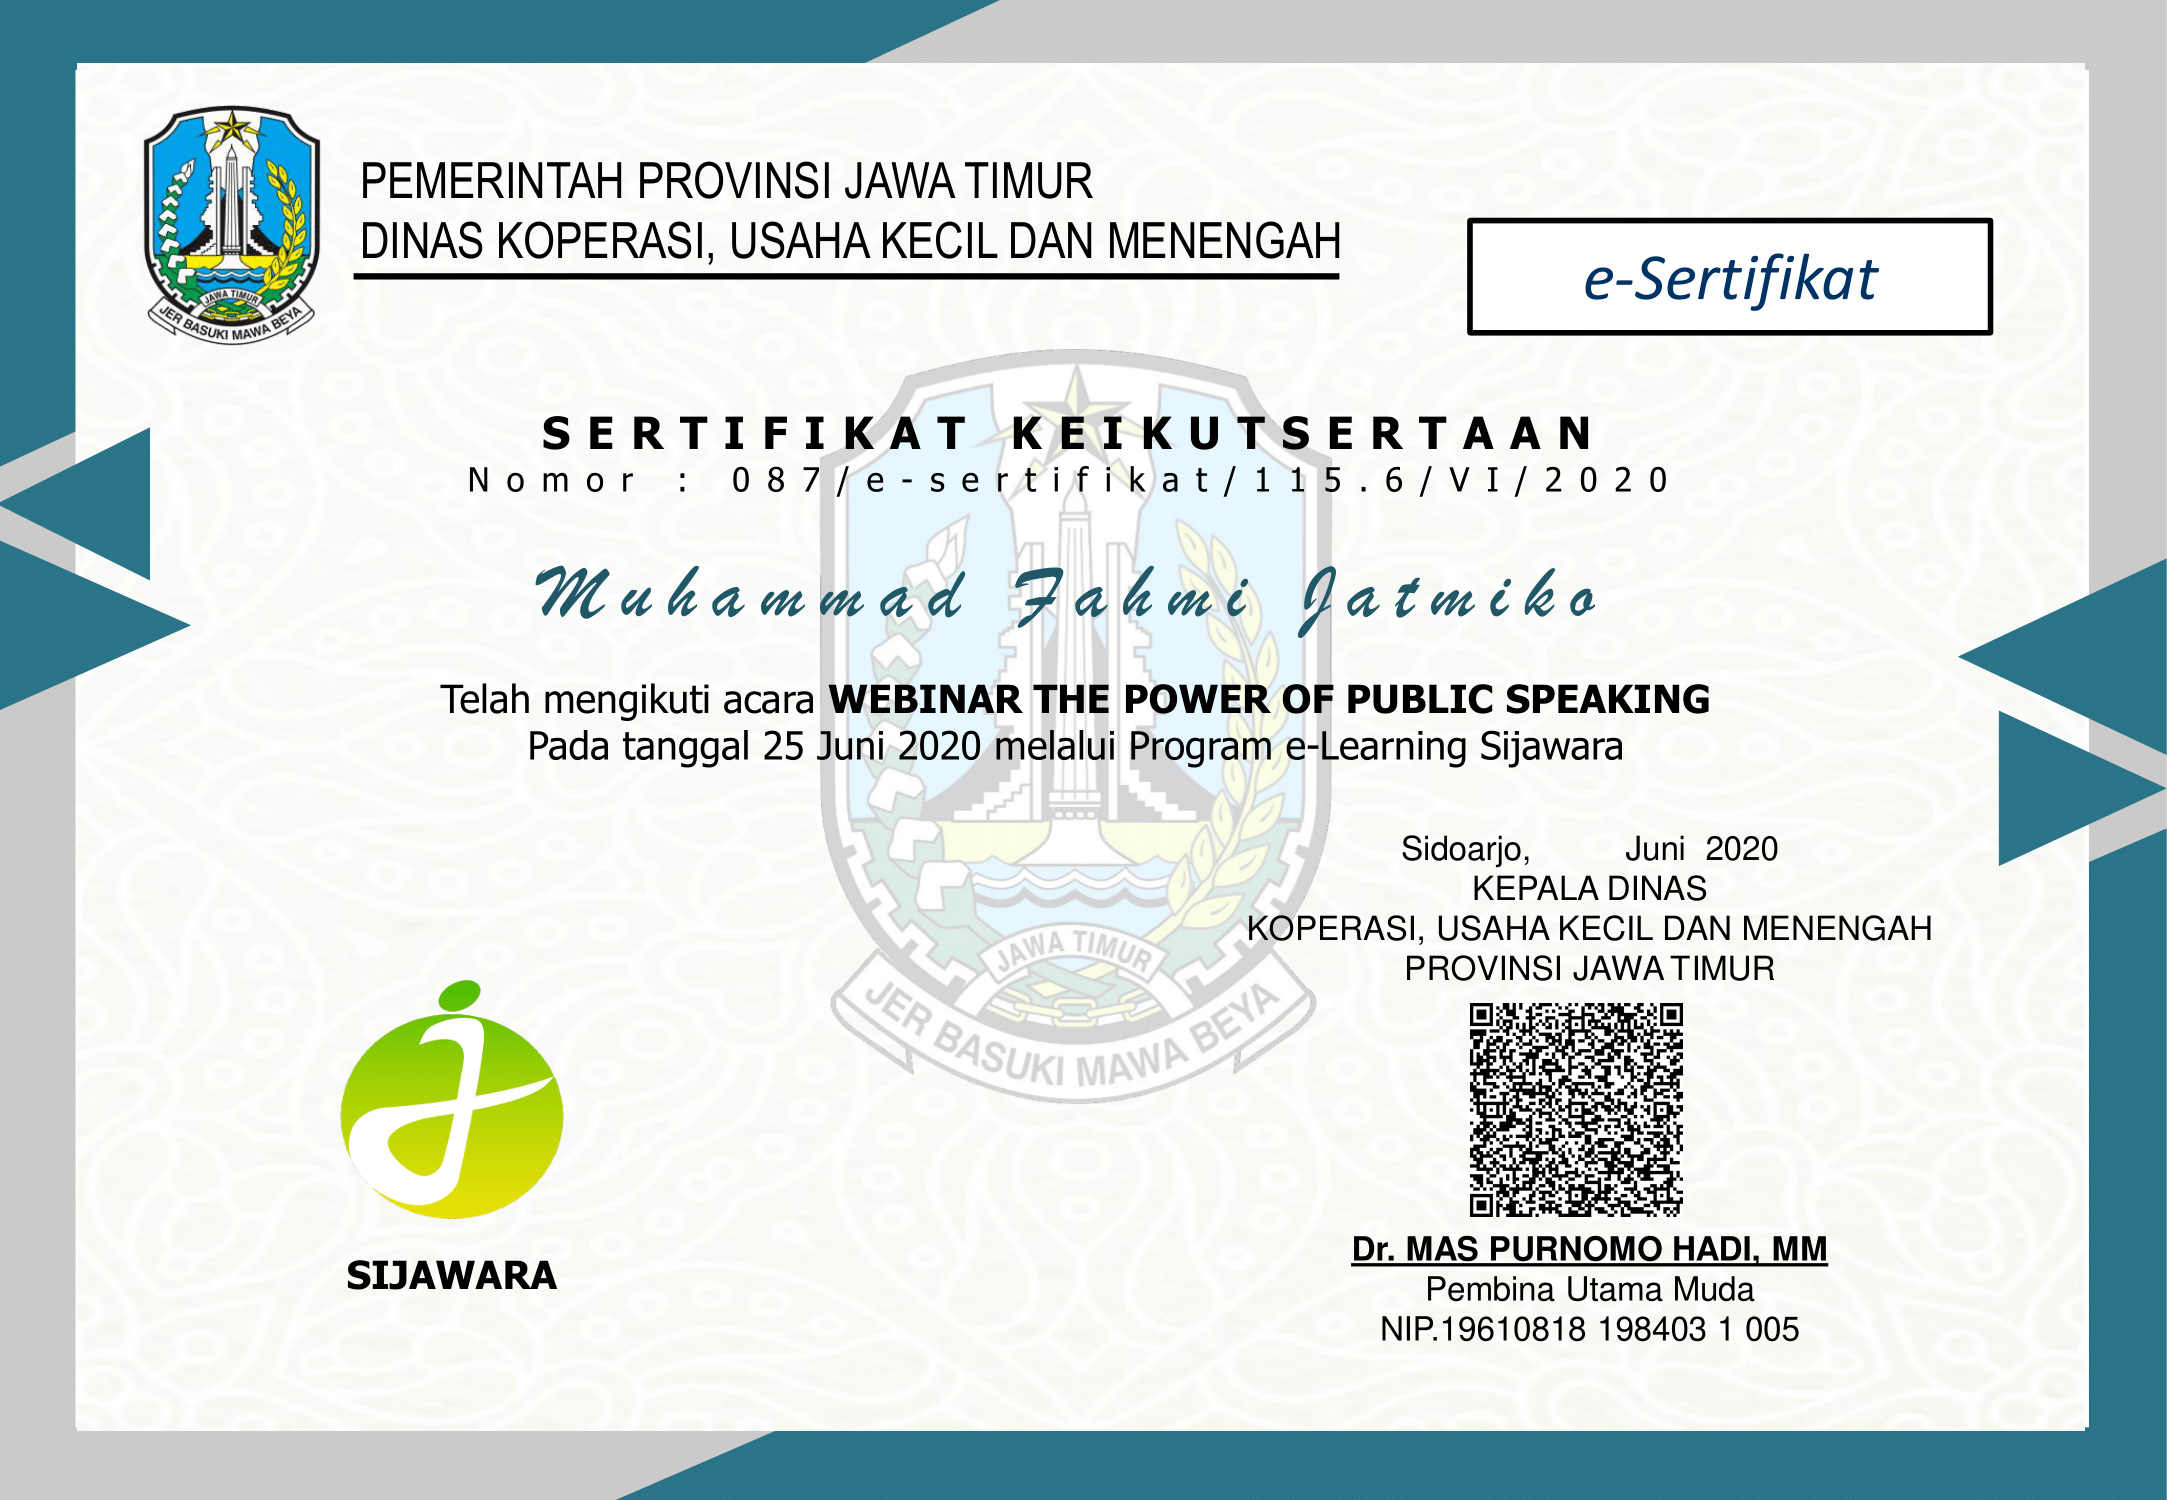 PEMERINTAH PROVINSI JAWA TIMUR
DINAS KOPERASI, USAHA KECIL DAN MENENGAH
JAWA TIMUR
JER BASUKI MAWA BEYA
e-Sertifikat
SERTIFIKAT KEIKUTSERTAAN
Nomor : 087/e-sertifikat/115.6/VI/2020
Muhammad Fahmi Jatmiko
Telah mengikuti acara WEBINAR THE POWER OF PUBLIC SPEAKING
Pada tanggal 25 Juni 2020 melalui Program e-Learning Sijawara
JAWA TIMUR
JER BASUKI MAWA BEYA
Sidoarjo, Juni 2020
KEPALA DINAS
KOPERASI, USAHA KECIL DAN MENENGAH
PROVINSI JAWA TIMUR
SIJAWARA
Dr. MAS PURNOMO HADI, MM
Pembina Utama Muda
NIP.19610818 198403 1 005